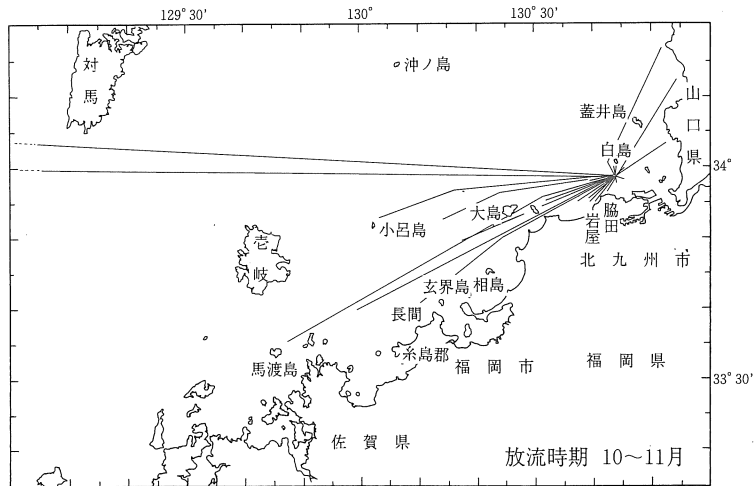 129°30'
130°
130°30'
対馬
沖ノ島
山口県
蓋井島
白島
34°
大島
脇田
岩屋
小呂島
壱岐
北九州市
玄界島
相島
長間
糸島郡
福岡市
福岡県
馬渡島
33°30'
佐賀県
放流時期 10〜11月